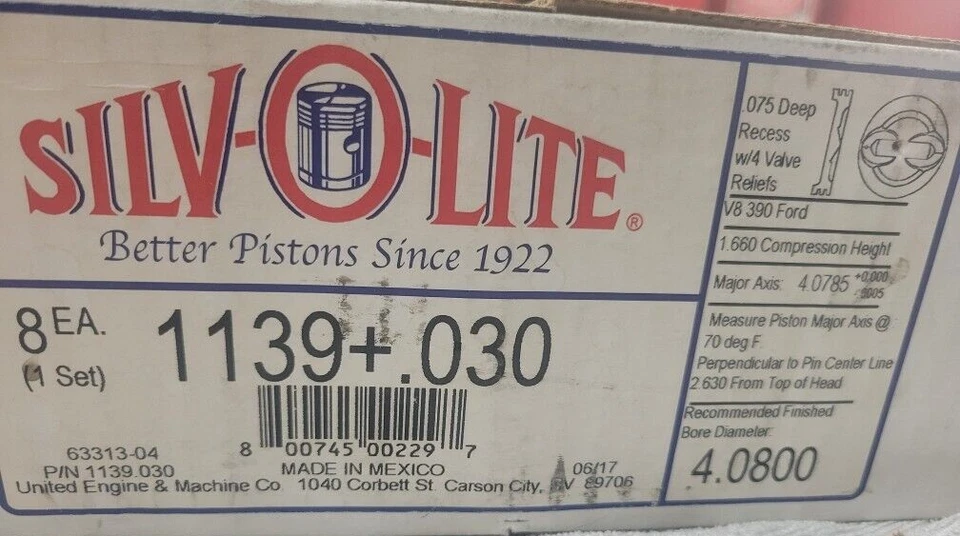 SILV-O-LITE®
Better Pistons Since 1922
8 EA.
(1 Set)
1139+.030
8 00745 00229 7
63313-04
P/N 1139.030
MADE IN MEXICO
06/17
United Engine & Machine Co 1040 Corbett St. Carson City, NV 89706
.075 Deep
Recess
w/4 Valve
Reliefs
V8 390 Ford
1.660 Compression Height
Major Axis: 4.0785 +0.000
-.0005
Measure Piston Major Axis @
70 deg F.
Perpendicular to Pin Center Line
2.630 From Top of Head
Recommended Finished
Bore Diameter:
4.0800